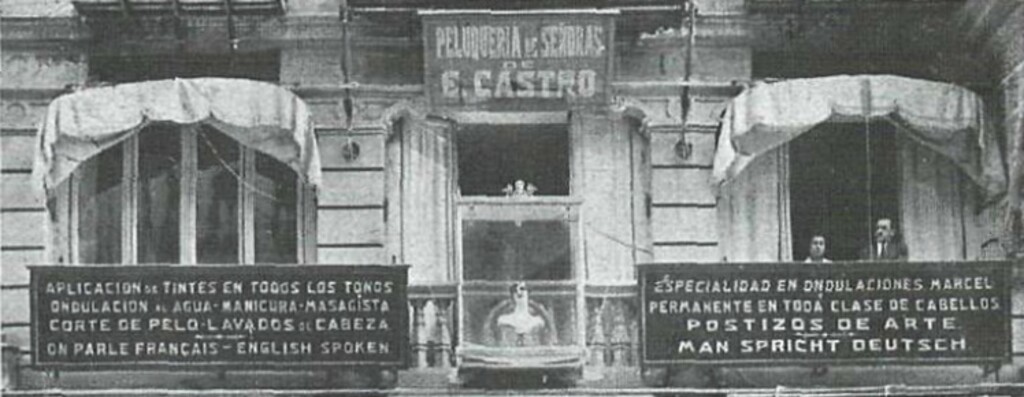 PELUQUERIA DE SEÑORAS
DE
E. CASTRO
APLICACION DE TINTES EN TODOS LOS TONOS
ONDULACION AL AGUA-MANICURA-MASAGISTA
CORTE DE PELO-LAVADOS DE CABEZA
ON PARLE FRANÇAIS-ENGLISH SPOKEN
ESPECIALIDAD EN ONDULACIONES MARCEL
PERMANENTE EN TODA CLASE DE CABELLOS
POSTIZOS DE ARTE
MAN SPRICHT DEUTSCH.